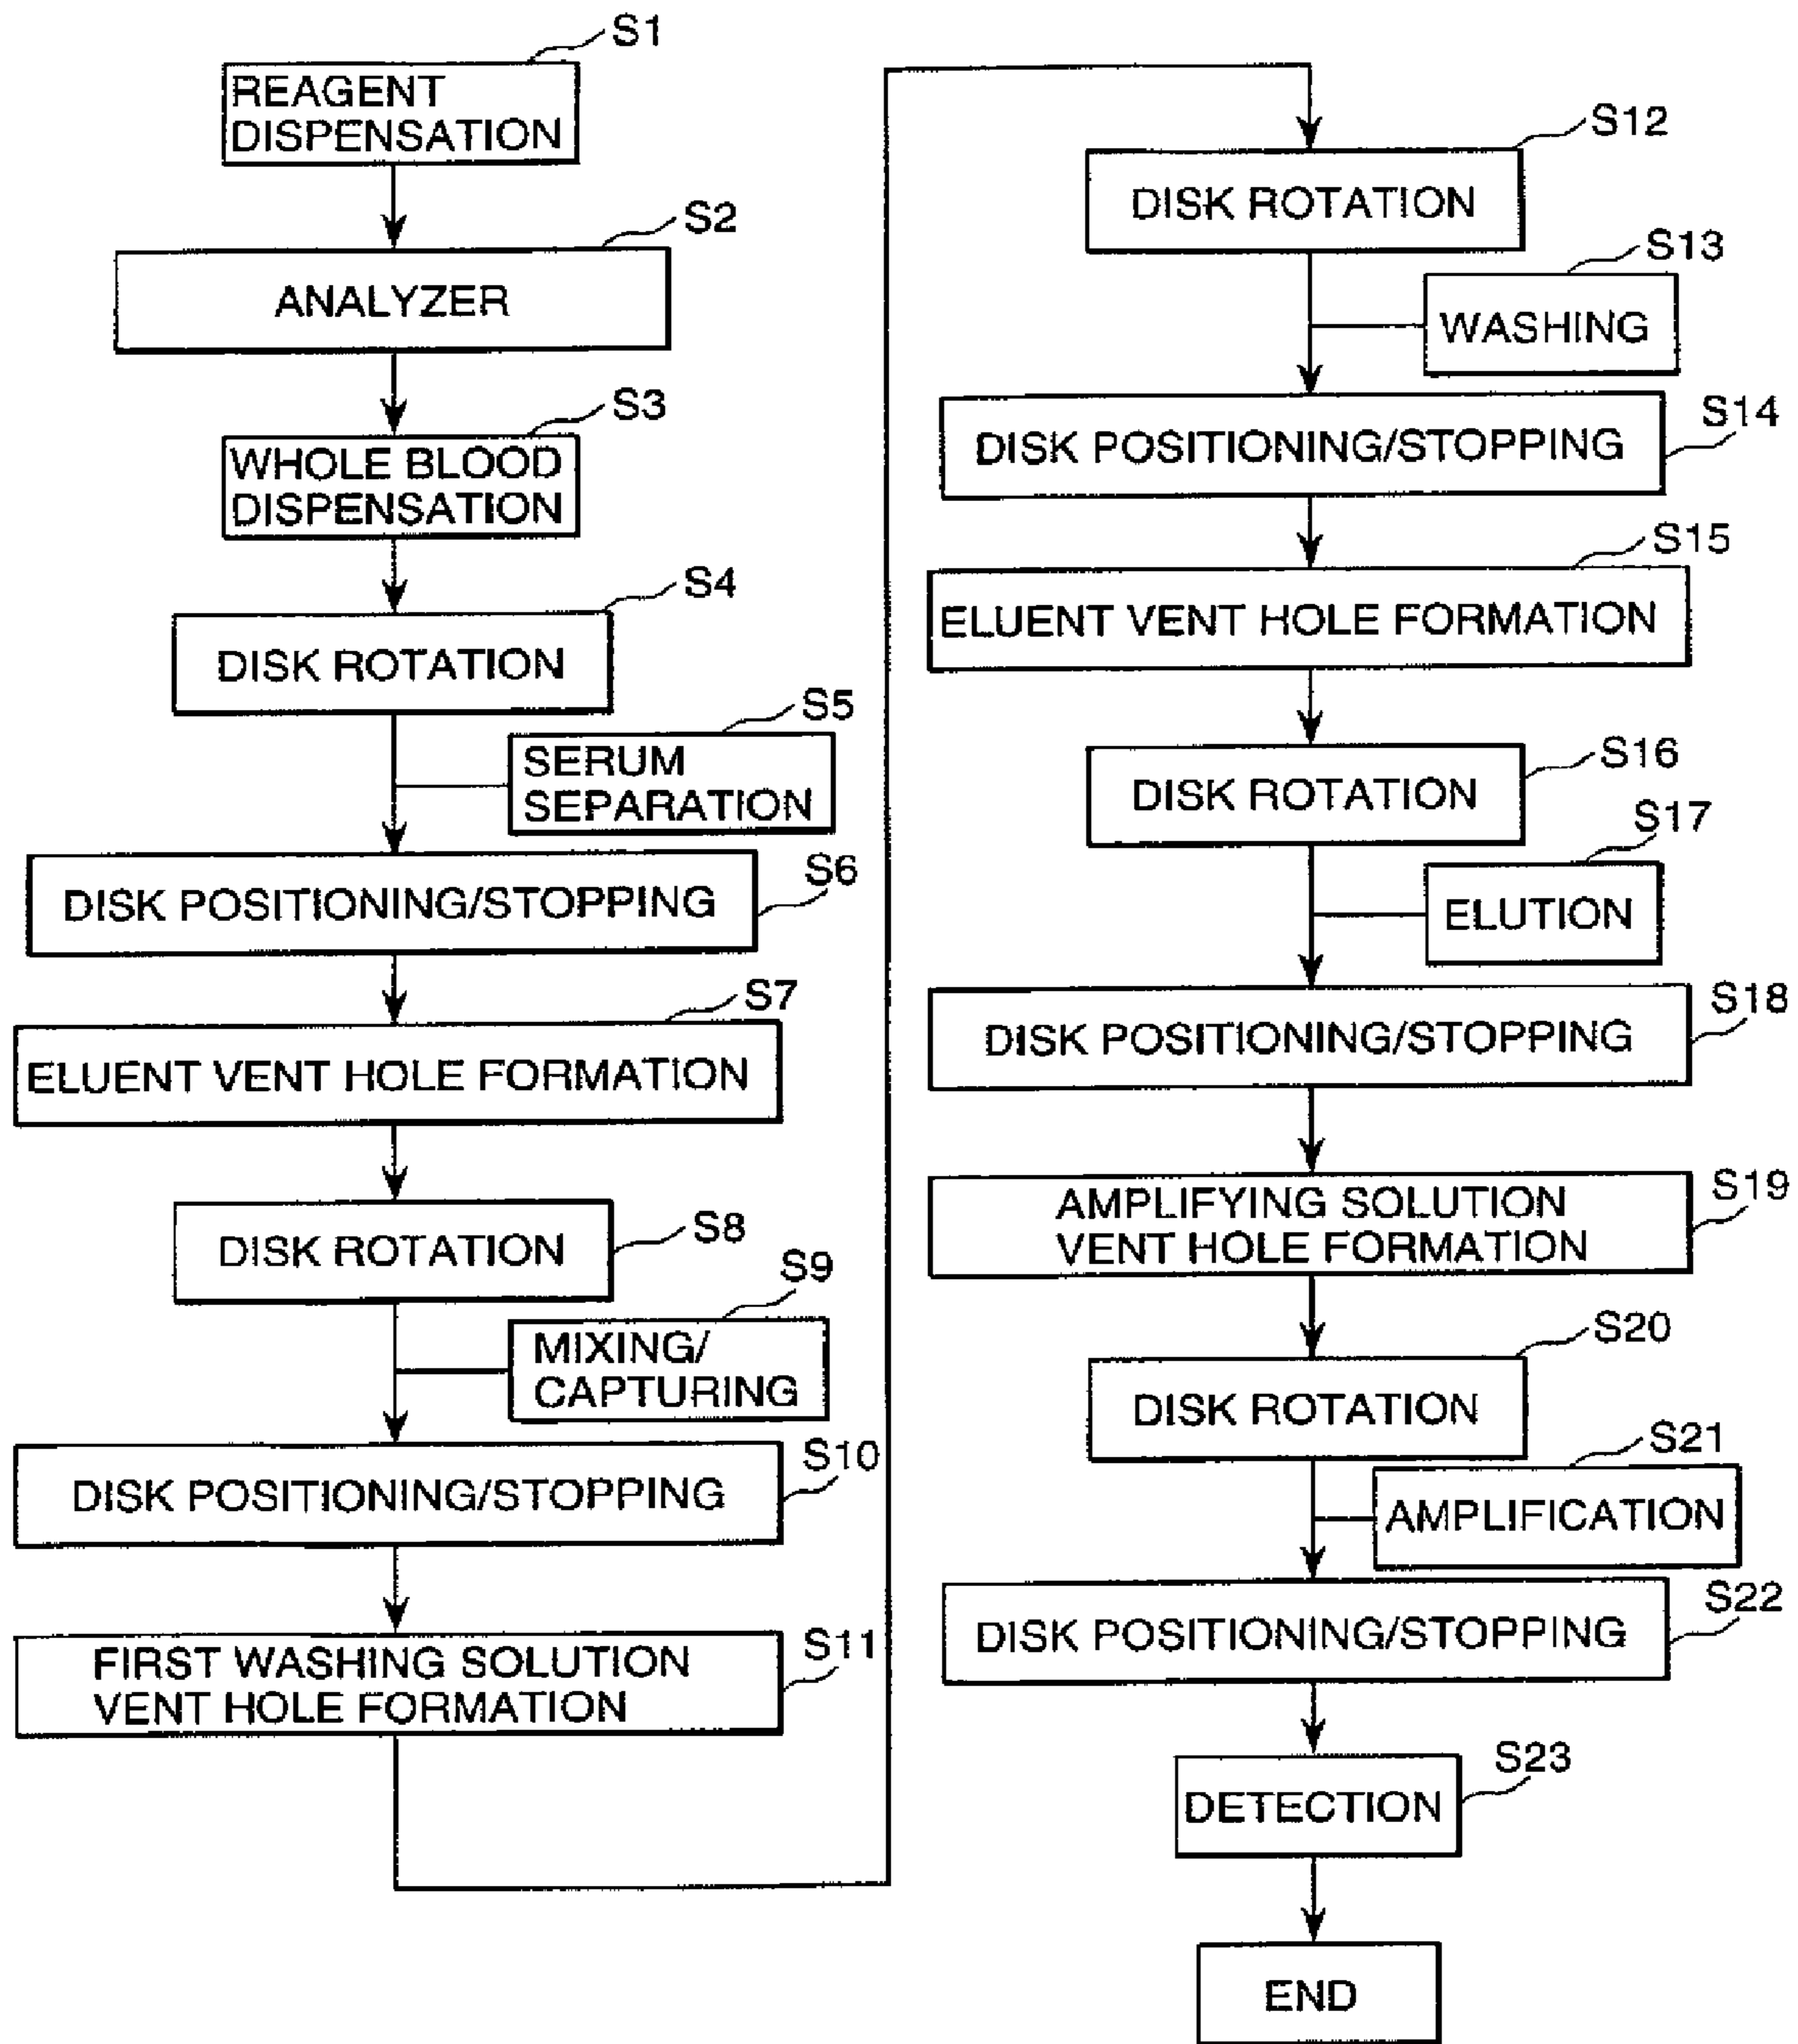 S1
REAGENT
DISPENSATION
S2
ANALYZER
S3
WHOLE BLOOD
DISPENSATION
S4
DISK ROTATION
S5
SERUM
SEPARATION
S6
DISK POSITIONING/STOPPING
S7
ELUENT VENT HOLE FORMATION
S8
DISK ROTATION
S9
MIXING/
CAPTURING
S10
DISK POSITIONING/STOPPING
S11
FIRST WASHING SOLUTION
VENT HOLE FORMATION
S12
DISK ROTATION
S13
WASHING
S14
DISK POSITIONING/STOPPING
S15
ELUENT VENT HOLE FORMATION
S16
DISK ROTATION
S17
ELUTION
S18
DISK POSITIONING/STOPPING
S19
AMPLIFYING SOLUTION
VENT HOLE FORMATION
S20
DISK ROTATION
S21
AMPLIFICATION
S22
DISK POSITIONING/STOPPING
S23
DETECTION
END